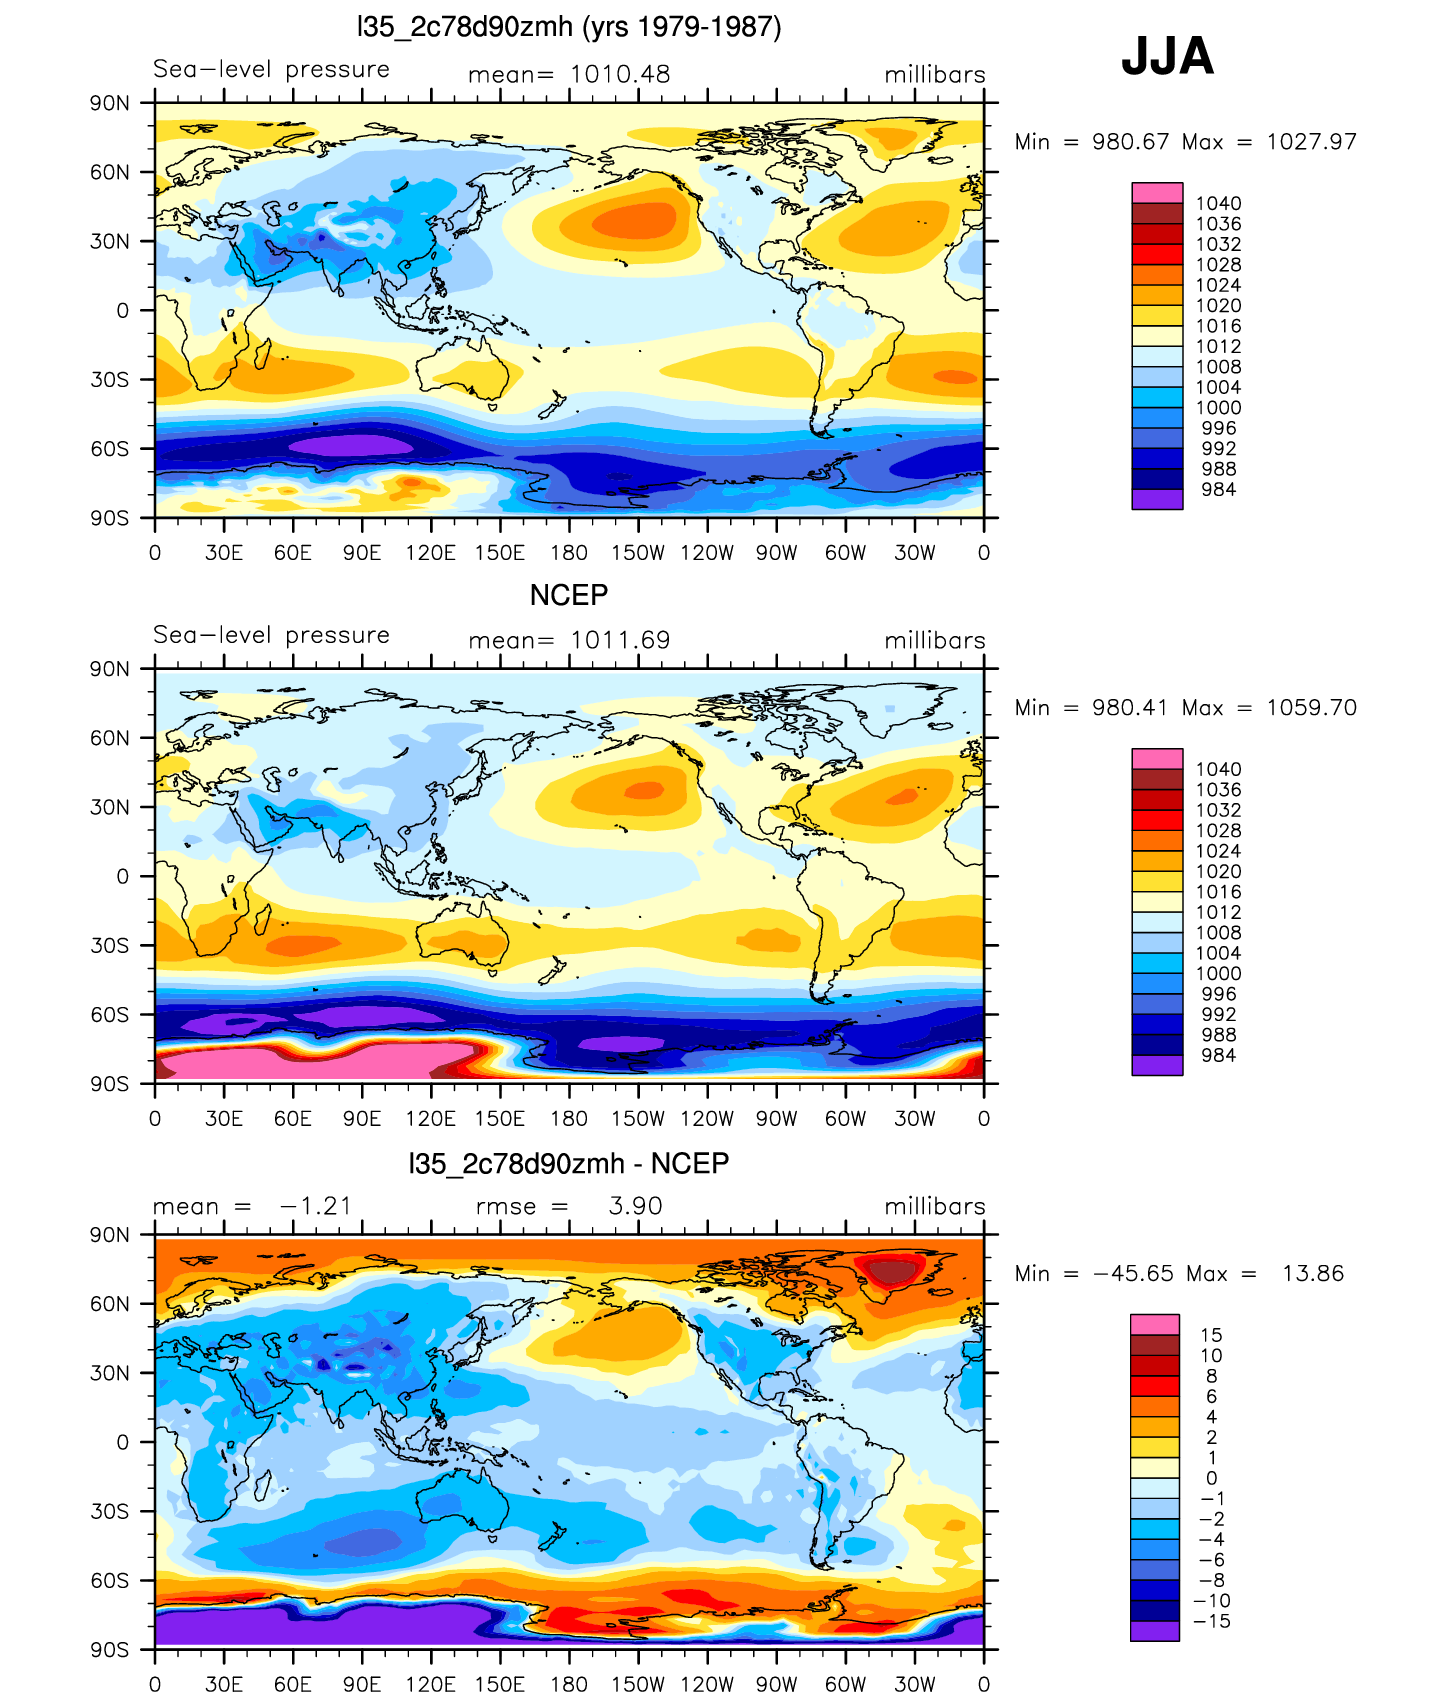 l35_2c78d90zmh (yrs 1979-1987)
JJA
Sea-level pressure mean= 1010.48 millibars
Min = 980.67 Max = 1027.97
90N
60N
30N
0
30S
60S
90S
0 30E 60E 90E 120E 150E 180 150W 120W 90W 60W 30W 0
1040
1036
1032
1028
1024
1020
1016
1012
1008
1004
1000
996
992
988
984
NCEP
Sea-level pressure mean= 1011.69 millibars
Min = 980.41 Max = 1059.70
90N
60N
30N
0
30S
60S
90S
0 30E 60E 90E 120E 150E 180 150W 120W 90W 60W 30W 0
1040
1036
1032
1028
1024
1020
1016
1012
1008
1004
1000
996
992
988
984
l35_2c78d90zmh - NCEP
mean = -1.21 rmse = 3.90 millibars
Min = -45.65 Max = 13.86
90N
60N
30N
0
30S
60S
90S
0 30E 60E 90E 120E 150E 180 150W 120W 90W 60W 30W 0
15
10
8
6
4
2
1
0
-1
-2
-4
-6
-8
-10
-15